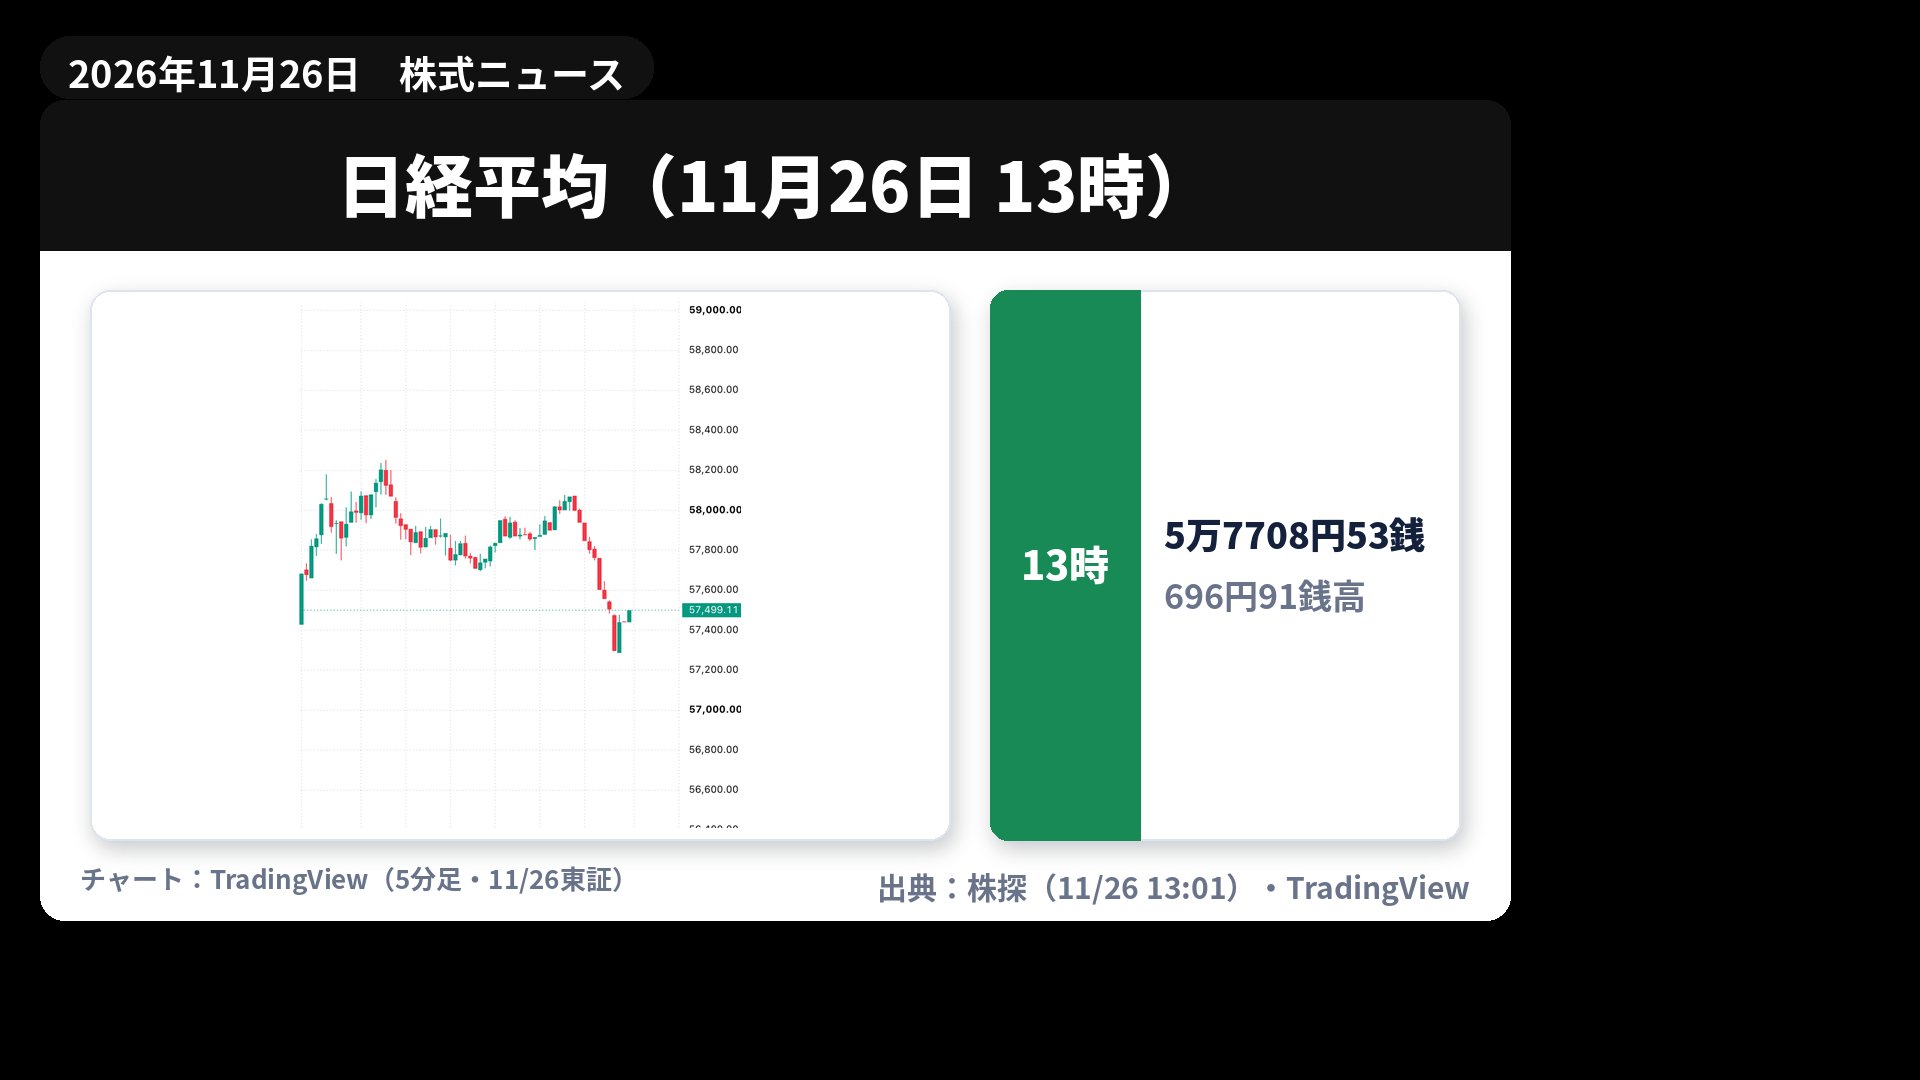 2026年11月26日　株式ニュース
日経平均（11月26日 13時）
59,000.00
58,800.00
58,600.00
58,400.00
58,200.00
58,000.00
57,800.00
57,600.00
57,499.11
57,400.00
57,200.00
57,000.00
56,800.00
56,600.00
13時
5万7708円53銭
696円91銭高
チャート：TradingView（5分足・11/26東証）
出典：株探（11/26 13:01）・TradingView